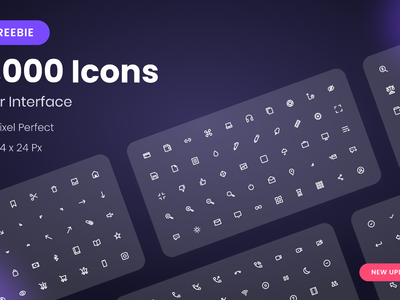 REEBIE
,000 Icons
r Interface
ixel Perfect
4 x 24 Px
NEW UP